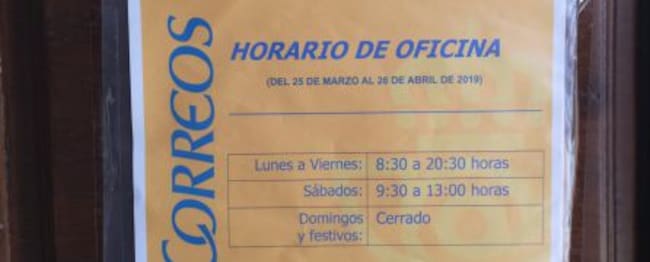 CORREOS
HORARIO DE OFICINA
(DEL 25 DE MARZO AL 26 DE ABRIL DE 2019)
Lunes a Viernes: 8:30 a 20:30 horas
Sábados: 9:30 a 13:00 horas
Domingos y festivos: Cerrado